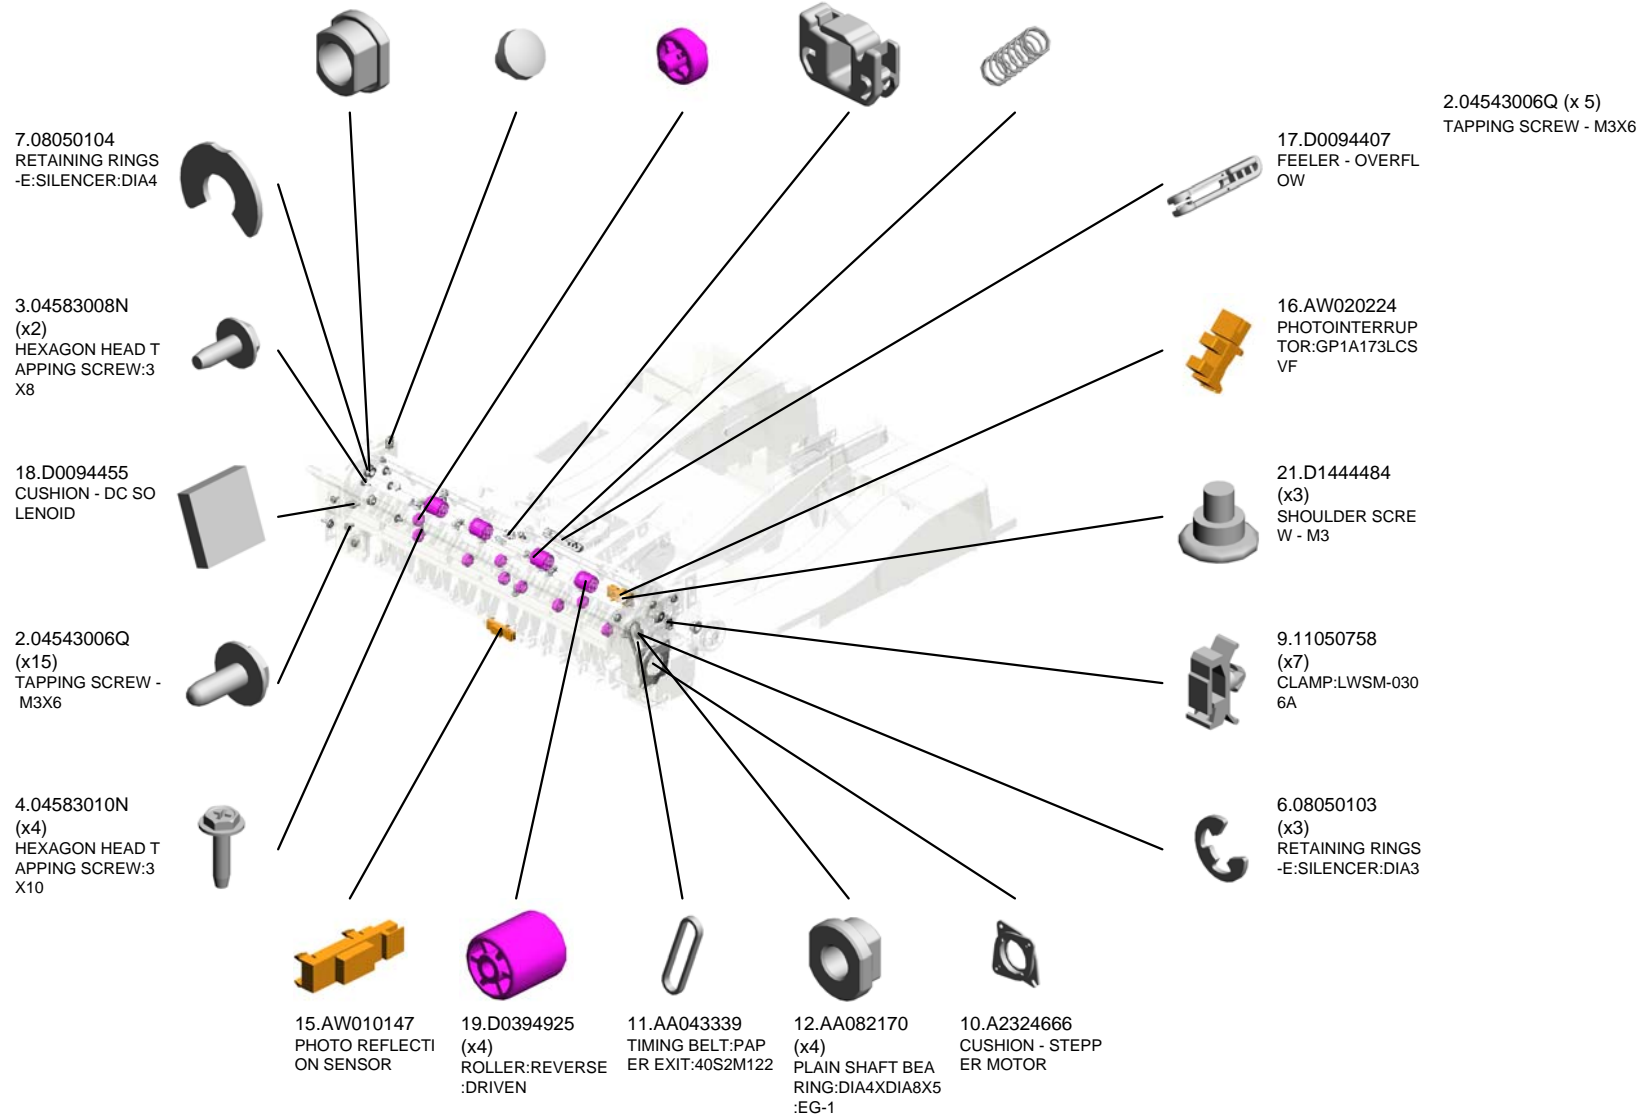 2.04543006Q (x 5)
TAPPING SCREW - M3X6
7.08050104
RETAINING RINGS
-E:SILENCER:DIA4
17.D0094407
FEELER - OVERFL
OW
3.04583008N
(x2)
HEXAGON HEAD T
APPING SCREW:3
X8
16.AW020224
PHOTOINTERRUP
TOR:GP1A173LCS
VF
18.D0094455
CUSHION - DC SO
LENOID
21.D1444484
(x3)
SHOULDER SCRE
W - M3
2.04543006Q
(x15)
TAPPING SCREW -
M3X6
9.11050758
(x7)
CLAMP:LWSM-030
6A
4.04583010N
(x4)
HEXAGON HEAD T
APPING SCREW:3
X10
6.08050103
(x3)
RETAINING RINGS
-E:SILENCER:DIA3
15.AW010147
PHOTO REFLECTI
ON SENSOR
19.D0394925
(x4)
ROLLER:REVERSE
:DRIVEN
11.AA043339
TIMING BELT:PAP
ER EXIT:40S2M122
12.AA082170
(x4)
PLAIN SHAFT BEA
RING:DIA4XDIA8X5
:EG-1
10.A2324666
CUSHION - STEPP
ER MOTOR